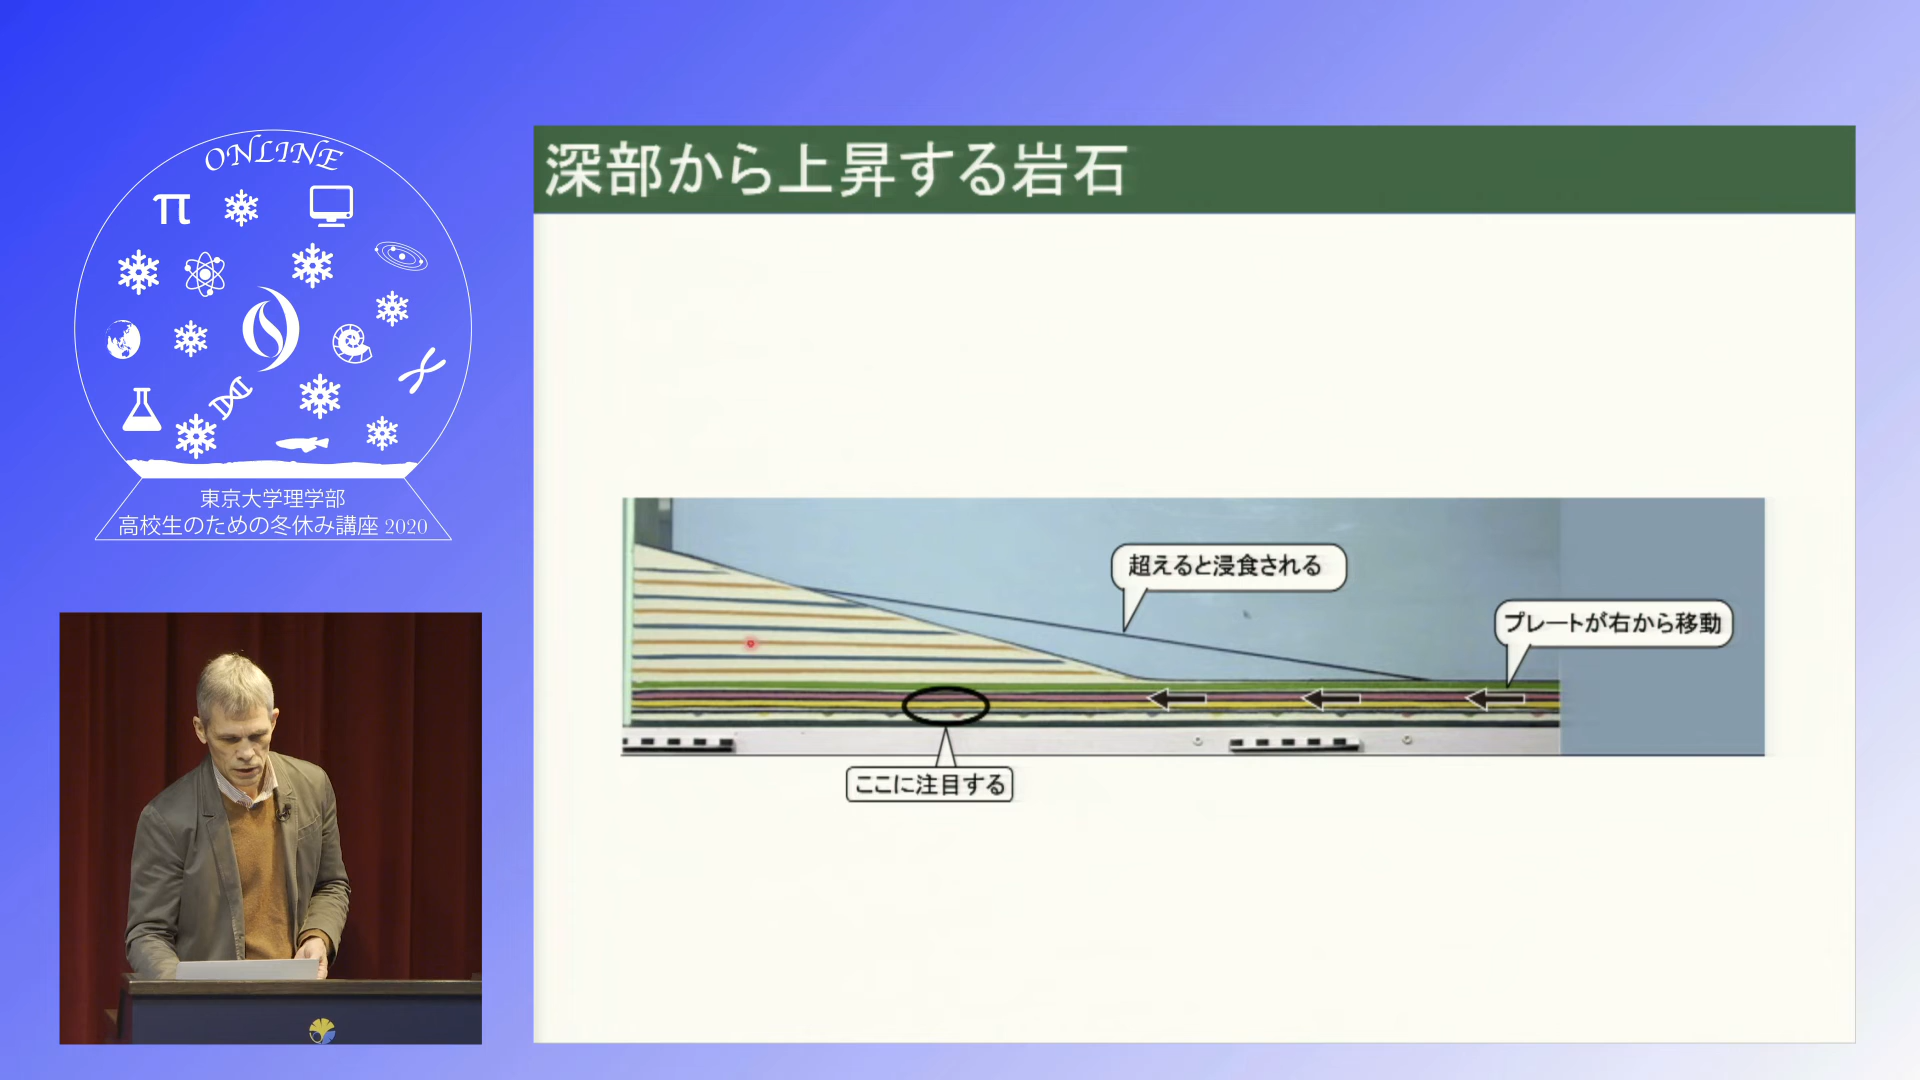 ONLINE
π
東京大学理学部
高校生のための冬休み講座 2020
深部から上昇する岩石
超えると浸食される
プレートが右から移動
ここに注目する